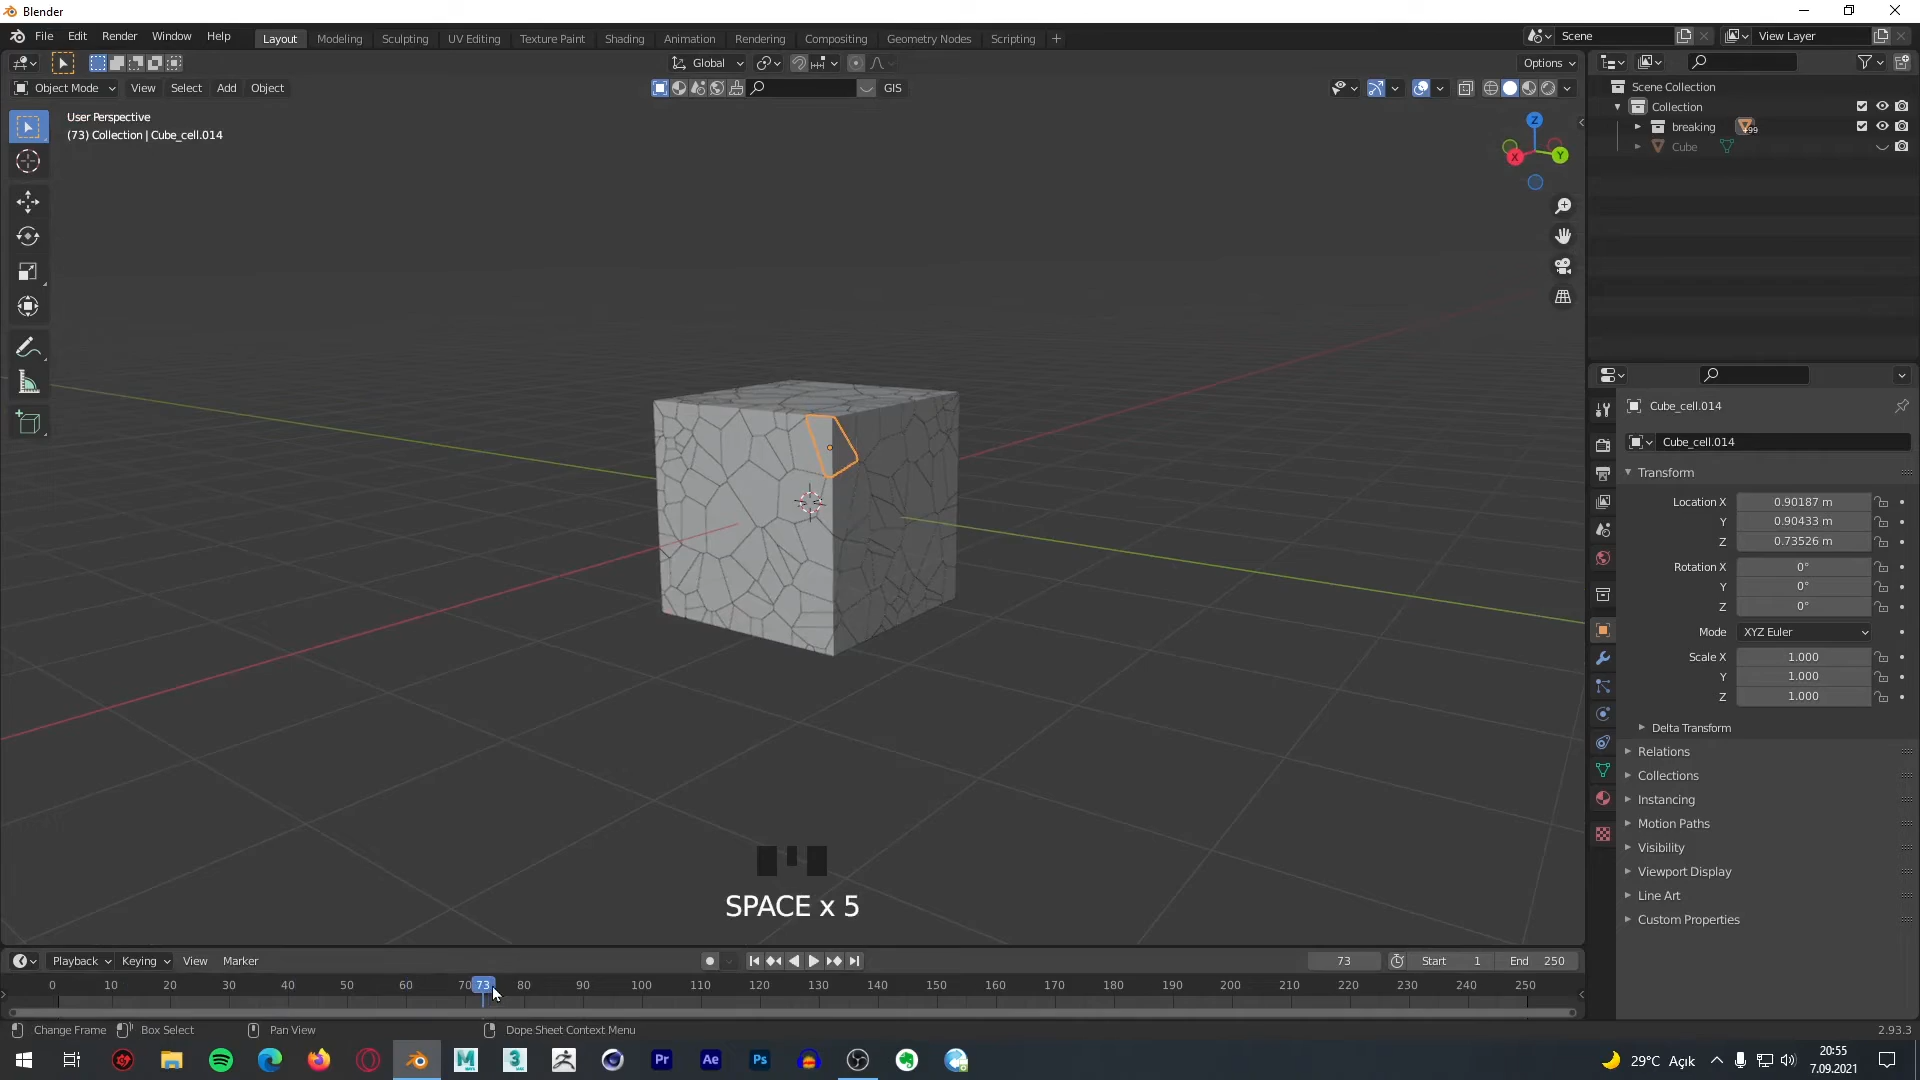 Blender
File Edit Render Window Help
Layout Modeling Sculpting UV Editing Texture Paint Shading Animation Rendering Compositing Geometry Nodes Scripting +
Scene
View Layer
Global
Options
Object Mode View Select Add Object
GIS
User Perspective
(73) Collection | Cube_cell.014
Z
X
Y
Scene Collection
Collection
breaking
+99
Cube
Cube_cell.014
Cube_cell.014
Transform
Location X 0.90187 m
Y 0.90433 m
Z 0.73526 m
Rotation X 0°
Y 0°
Z 0°
Mode XYZ Euler
Scale X 1.000
Y 1.000
Z 1.000
Delta Transform
Relations
Collections
Instancing
Motion Paths
Visibility
Viewport Display
Line Art
Custom Properties
SPACE x 5
Playback Keying View Marker
73 Start 1 End 250
0 10 20 30 40 50 60 70 73 80 90 100 110 120 130 140 150 160 170 180 190 200 210 220 230 240 250
Change Frame Box Select Pan View Dope Sheet Context Menu
2.93.3
M 3 Pr Ae Ps
29°C Açık
20:55
7.09.2021